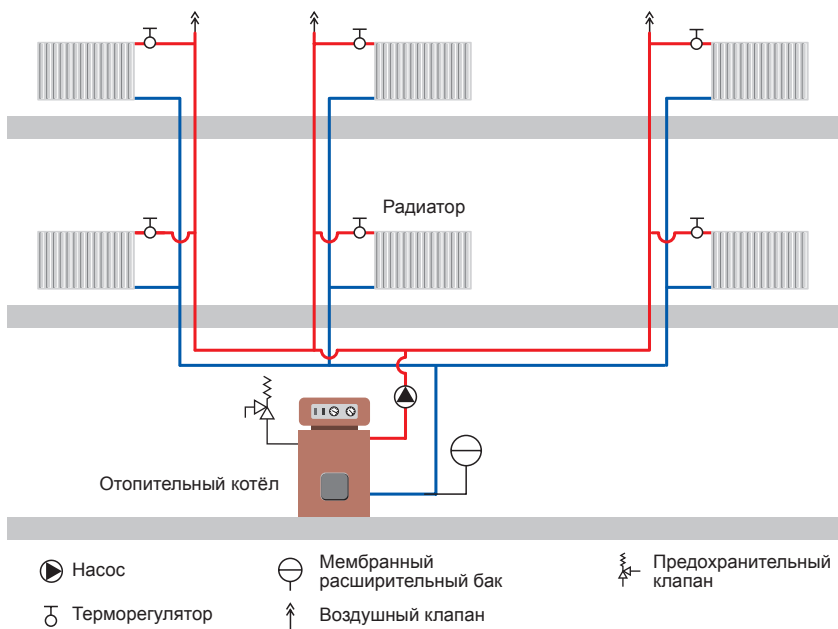 Радиатор
Отопительный котёл
Насос
Мембранный
расширительный бак
Предохранительный
клапан
Терморегулятор
Воздушный клапан